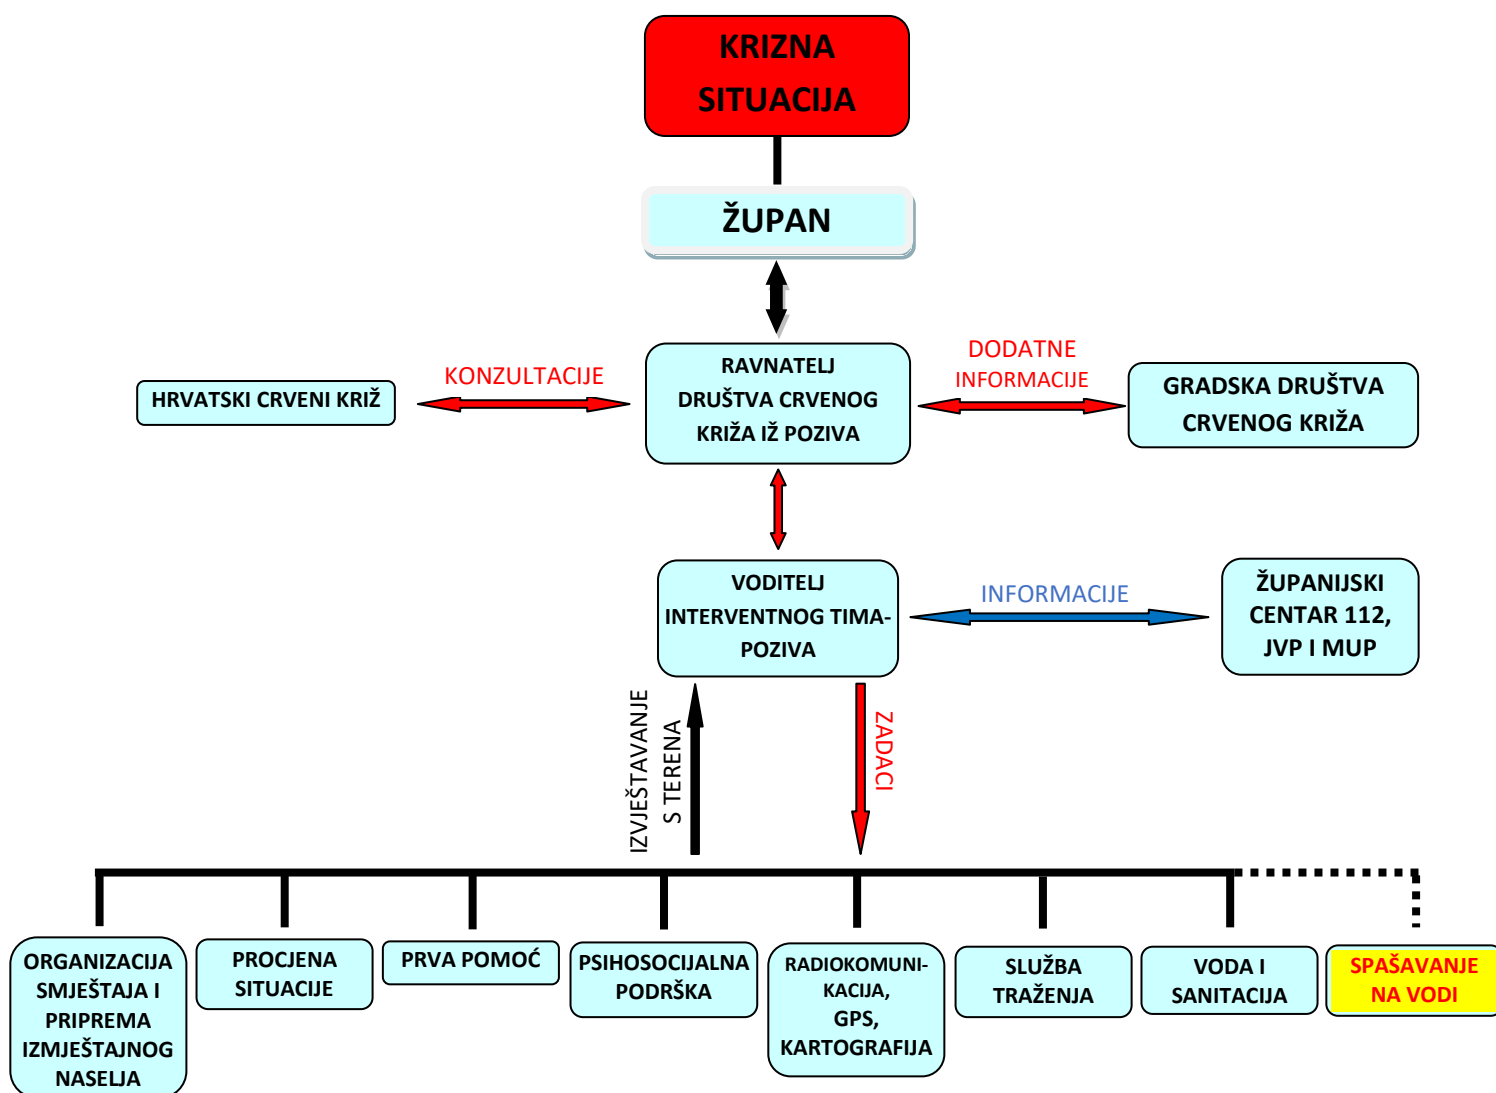 KRIZNA
SITUACIJA
ŽUPAN
HRVATSKI CRVENI KRIŽ
KONZULTACIJE
RAVNATELJ
DRUŠTVA CRVENOG
KRIŽA IŽ POZIVA
DODATNE
INFORMACIJE
GRADSKA DRUŠTVA
CRVENOG KRIŽA
VODITELJ
INTERVENTNOG TIMA-
POZIVA
INFORMACIJE
ŽUPANIJSKI
CENTAR 112,
JVP I MUP
IZVJEŠTAVANJE
S TERENA
ZADACI
ORGANIZACIJA
SMJEŠTAJA I
PRIPREMA
IZMJEŠTAJNOG
NASELJA
PROCJENA
SITUACIJE
PRVA POMOĆ
PSIHOSOCIJALNA
PODRŠKA
RADIOKOMUNI-
KACIJA,
GPS,
KARTOGRAFIJA
SLUŽBA
TRAŽENJA
VODA I
SANITACIJA
SPAŠAVANJE
NA VODI